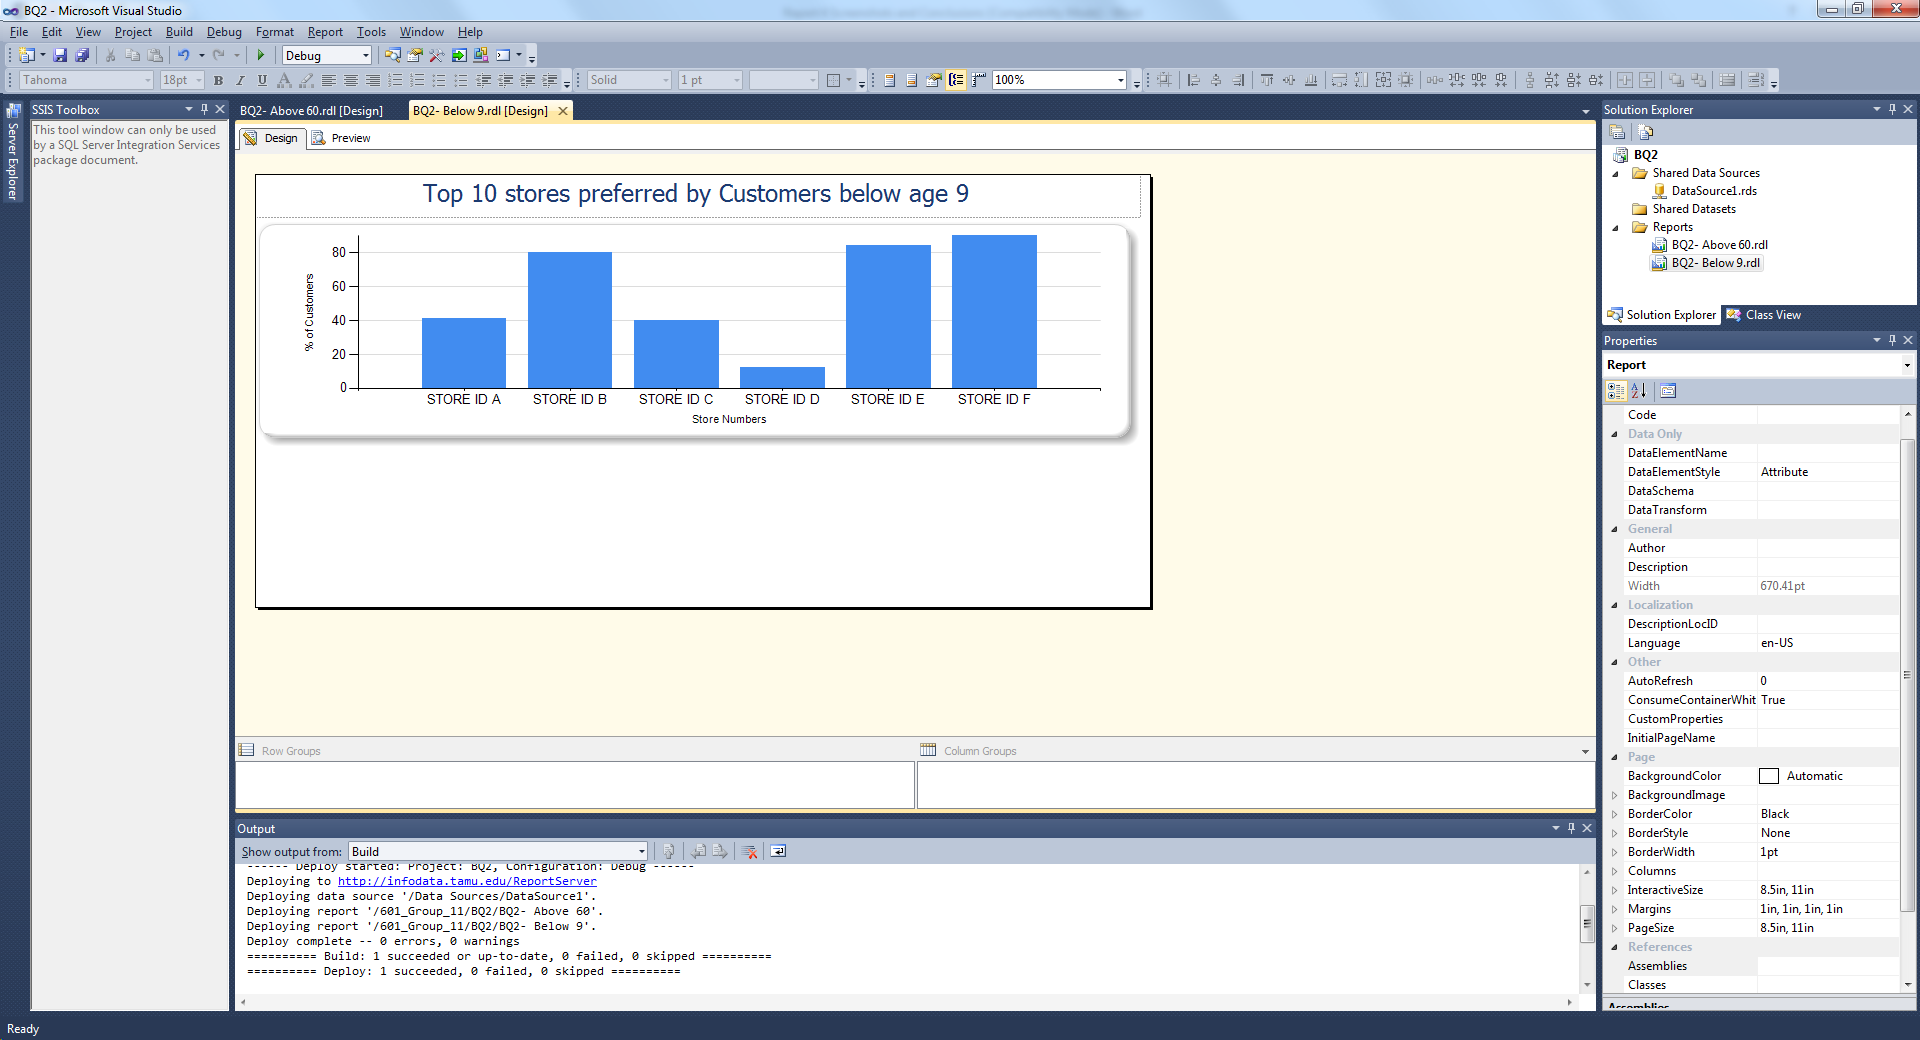 BQ2 - Microsoft Visual Studio
File Edit View Project Build Debug Format Report Tools Window Help
Debug
Tahoma 18pt B I U Solid 1 pt 100%
Server Explorer
SSIS Toolbox
This tool window can only be used
by a SQL Server Integration Services
package document.
BQ2- Above 60.rdl [Design] BQ2- Below 9.rdl [Design]
Design Preview
Top 10 stores preferred by Customers below age 9
% of Customers
80
60
40
20
0
STORE ID A STORE ID B STORE ID C STORE ID D STORE ID E STORE ID F
Store Numbers
Row Groups Column Groups
Output
Show output from: Build
------ Deploy started: Project: BQ2, Configuration: Debug ------
Deploying to http://infodata.tamu.edu/ReportServer
Deploying data source '/Data Sources/DataSource1'.
Deploying report '/601_Group_11/BQ2/BQ2- Above 60'.
Deploying report '/601_Group_11/BQ2/BQ2- Below 9'.
Deploy complete -- 0 errors, 0 warnings
========== Build: 1 succeeded or up-to-date, 0 failed, 0 skipped ==========
========== Deploy: 1 succeeded, 0 failed, 0 skipped ==========
Solution Explorer
BQ2
Shared Data Sources
DataSource1.rds
Shared Datasets
Reports
BQ2- Above 60.rdl
BQ2- Below 9.rdl
Solution Explorer Class View
Properties
Report
Code
Data Only
DataElementName
DataElementStyle Attribute
DataSchema
DataTransform
General
Author
Description
Width 670.41pt
Localization
DescriptionLocID
Language en-US
Other
AutoRefresh 0
ConsumeContainerWhit True
CustomProperties
InitialPageName
Page
BackgroundColor Automatic
BackgroundImage
BorderColor Black
BorderStyle None
BorderWidth 1pt
Columns
InteractiveSize 8.5in, 11in
Margins 1in, 1in, 1in, 1in
PageSize 8.5in, 11in
References
Assemblies
Classes
Assemblies
Ready